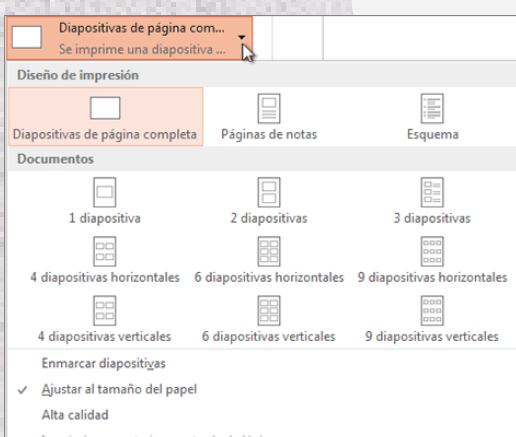 Diapositivas de página com...
Se imprime una diapositiva ...
Diseño de impresión
Diapositivas de página completa Páginas de notas Esquema
Documentos
1 diapositiva 2 diapositivas 3 diapositivas
4 diapositivas horizontales 6 diapositivas horizontales 9 diapositivas horizontales
4 diapositivas verticales 6 diapositivas verticales 9 diapositivas verticales
Enmarcar diapositivas
Ajustar al tamaño del papel
Alta calidad